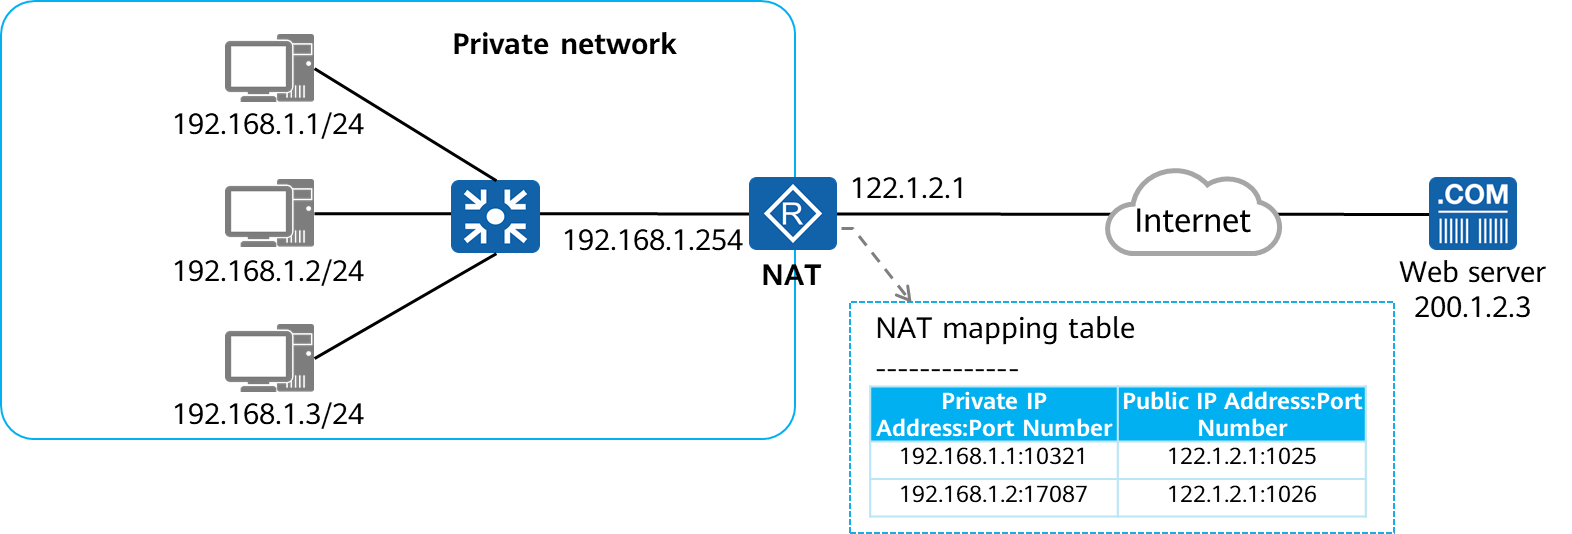 Private network
192.168.1.1/24
192.168.1.2/24
192.168.1.3/24
192.168.1.254
R
NAT
122.1.2.1
Internet
.COM
Web server
200.1.2.3
NAT mapping table
-------------
Private IP
Address:Port Number
Public IP Address:Port
Number
192.168.1.1:10321
122.1.2.1:1025
192.168.1.2:17087
122.1.2.1:1026